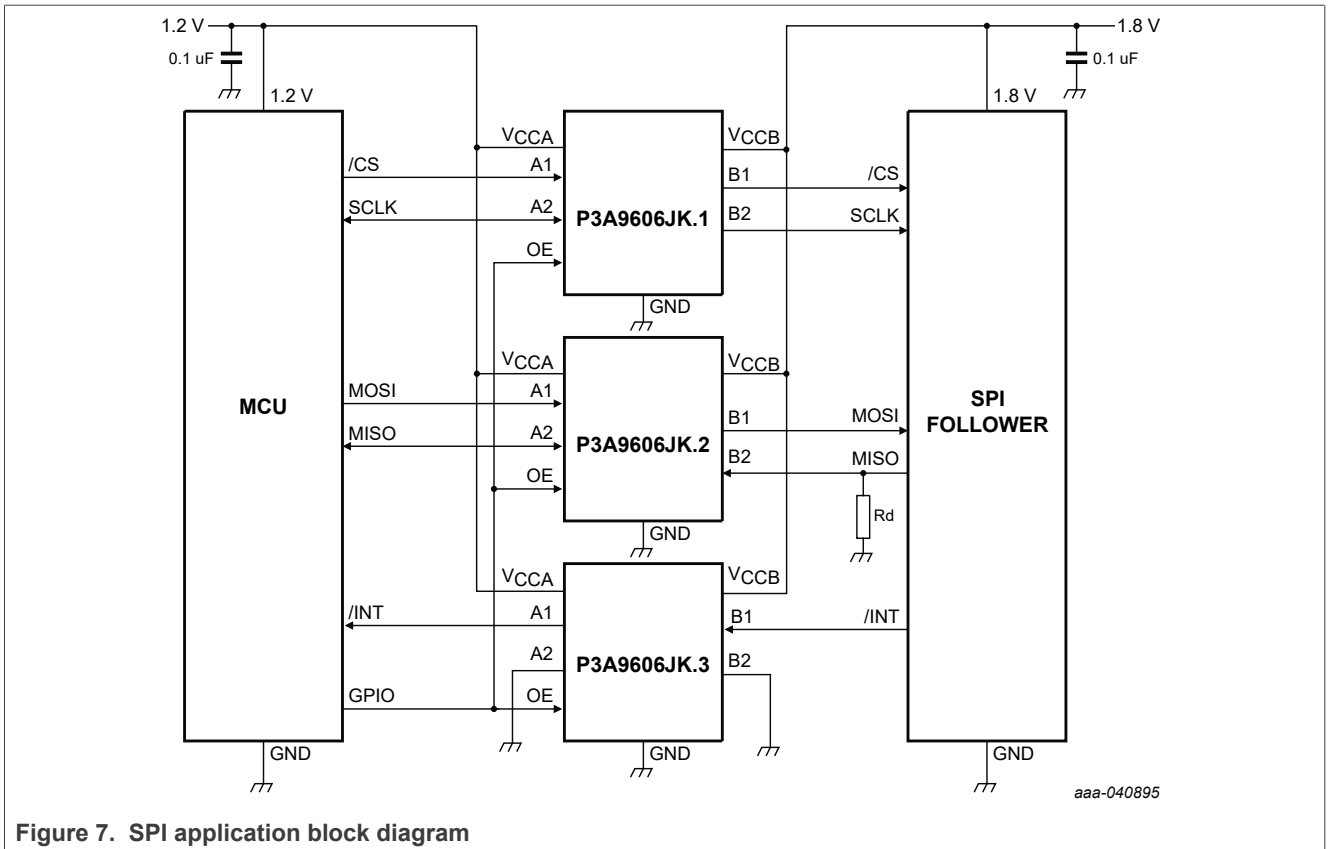 1.2 V
1.8 V
0.1 uF
0.1 uF
1.2 V
1.8 V
VCCA
VCCB
/CS
A1
B1
/CS
SCLK
A2
P3A9606JK.1
B2
SCLK
OE
GND
VCCA
VCCB
MCU
MOSI
A1
B1
MOSI
SPI
FOLLOWER
MISO
A2
P3A9606JK.2
B2
MISO
OE
Rd
GND
VCCA
VCCB
/INT
A1
B1
/INT
A2
P3A9606JK.3
B2
GPIO
OE
GND
GND
GND
aaa-040895
Figure 7. SPI application block diagram